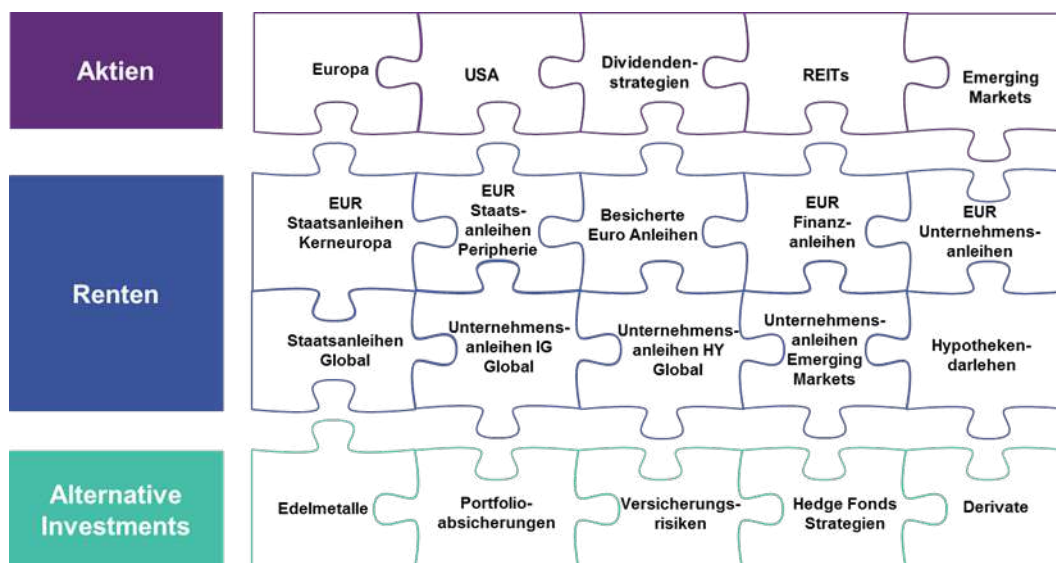 Aktien
Europa
USA
Dividenden-
strategien
REITs
Emerging
Markets
Renten
EUR
Staatsanleihen
Kerneuropa
EUR
Staats-
anleihen
Peripherie
Besicherte
Euro Anleihen
EUR
Finanz-
anleihen
EUR
Unternehmens-
anleihen
Staatsanleihen
Global
Unternehmens-
anleihen IG
Global
Unternehmens-
anleihen HY
Global
Unternehmens-
anleihen
Emerging
Markets
Hypotheken-
darlehen
Alternative
Investments
Edelmetalle
Portfolio-
absicherungen
Versicherungs-
risiken
Hedge Fonds
Strategien
Derivate